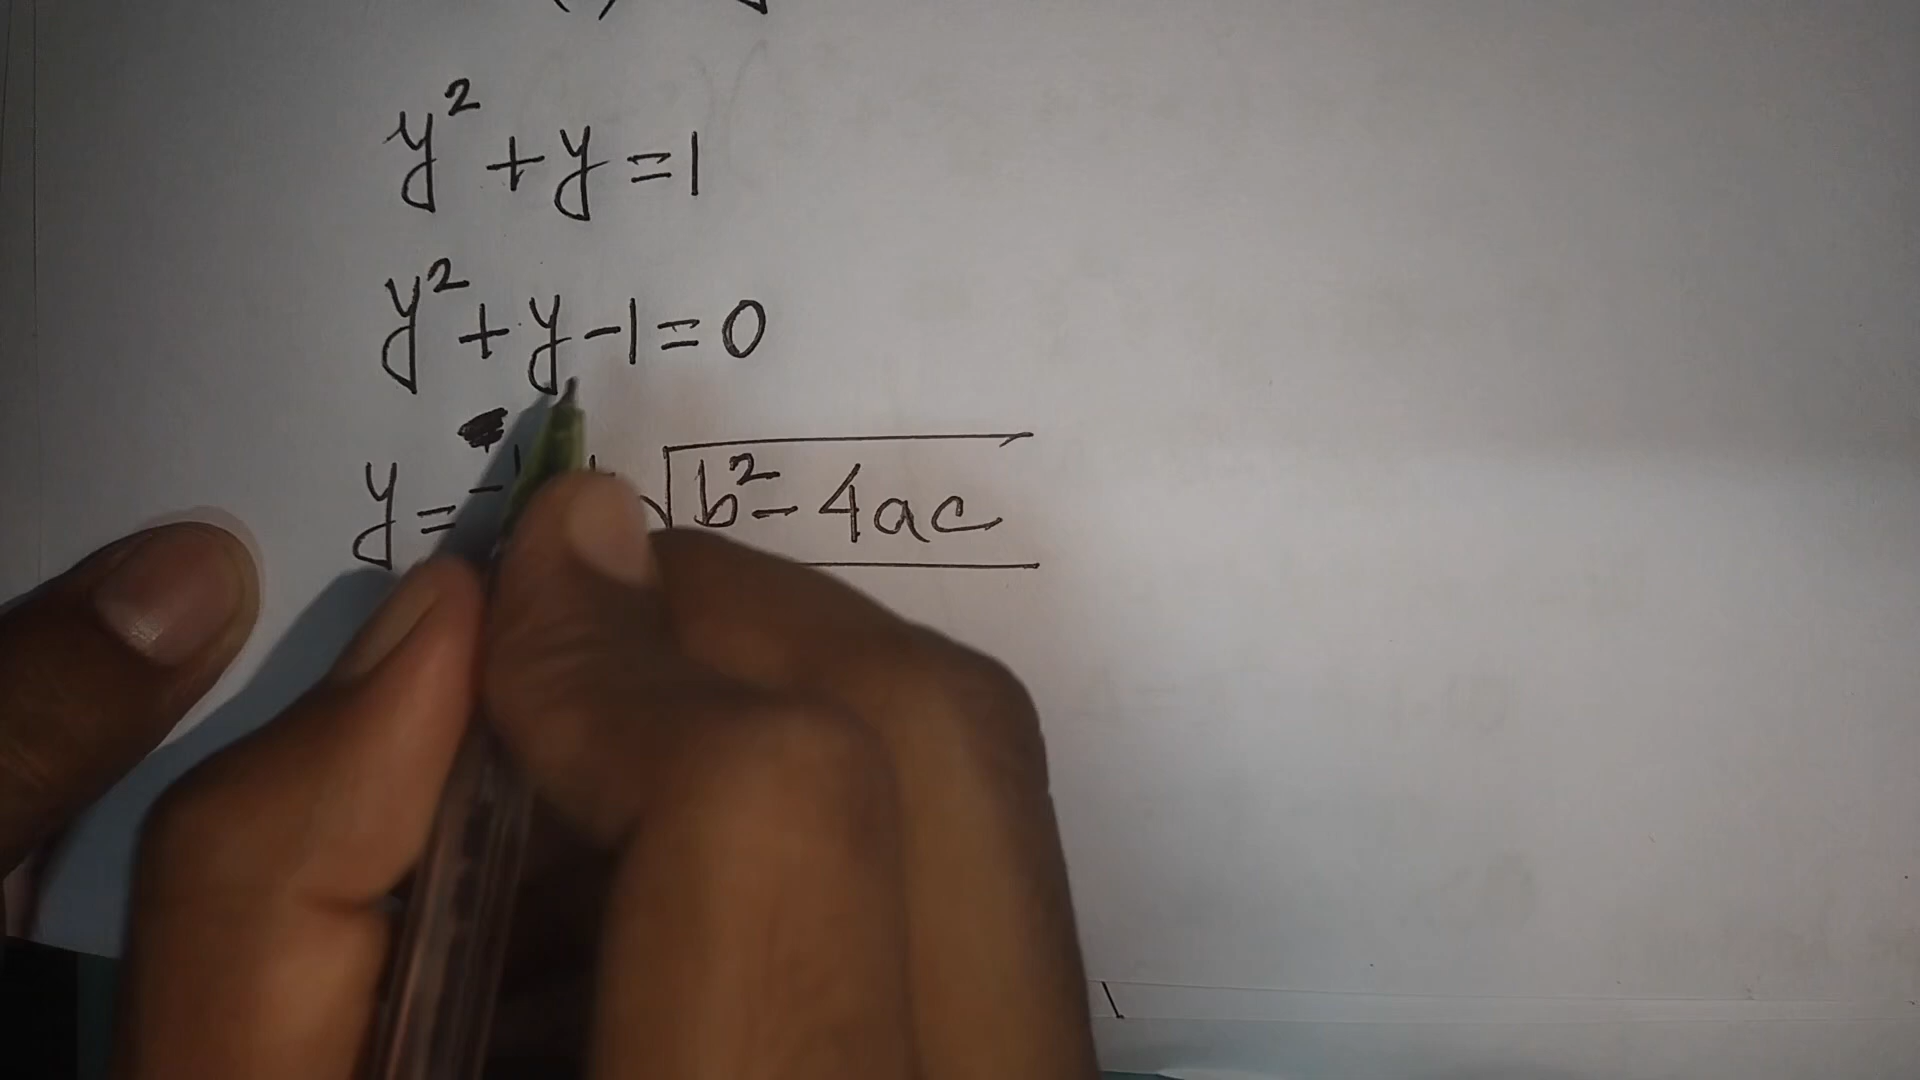 y² + y = 1
y² + y - 1 = 0
y = - √b² - 4ac